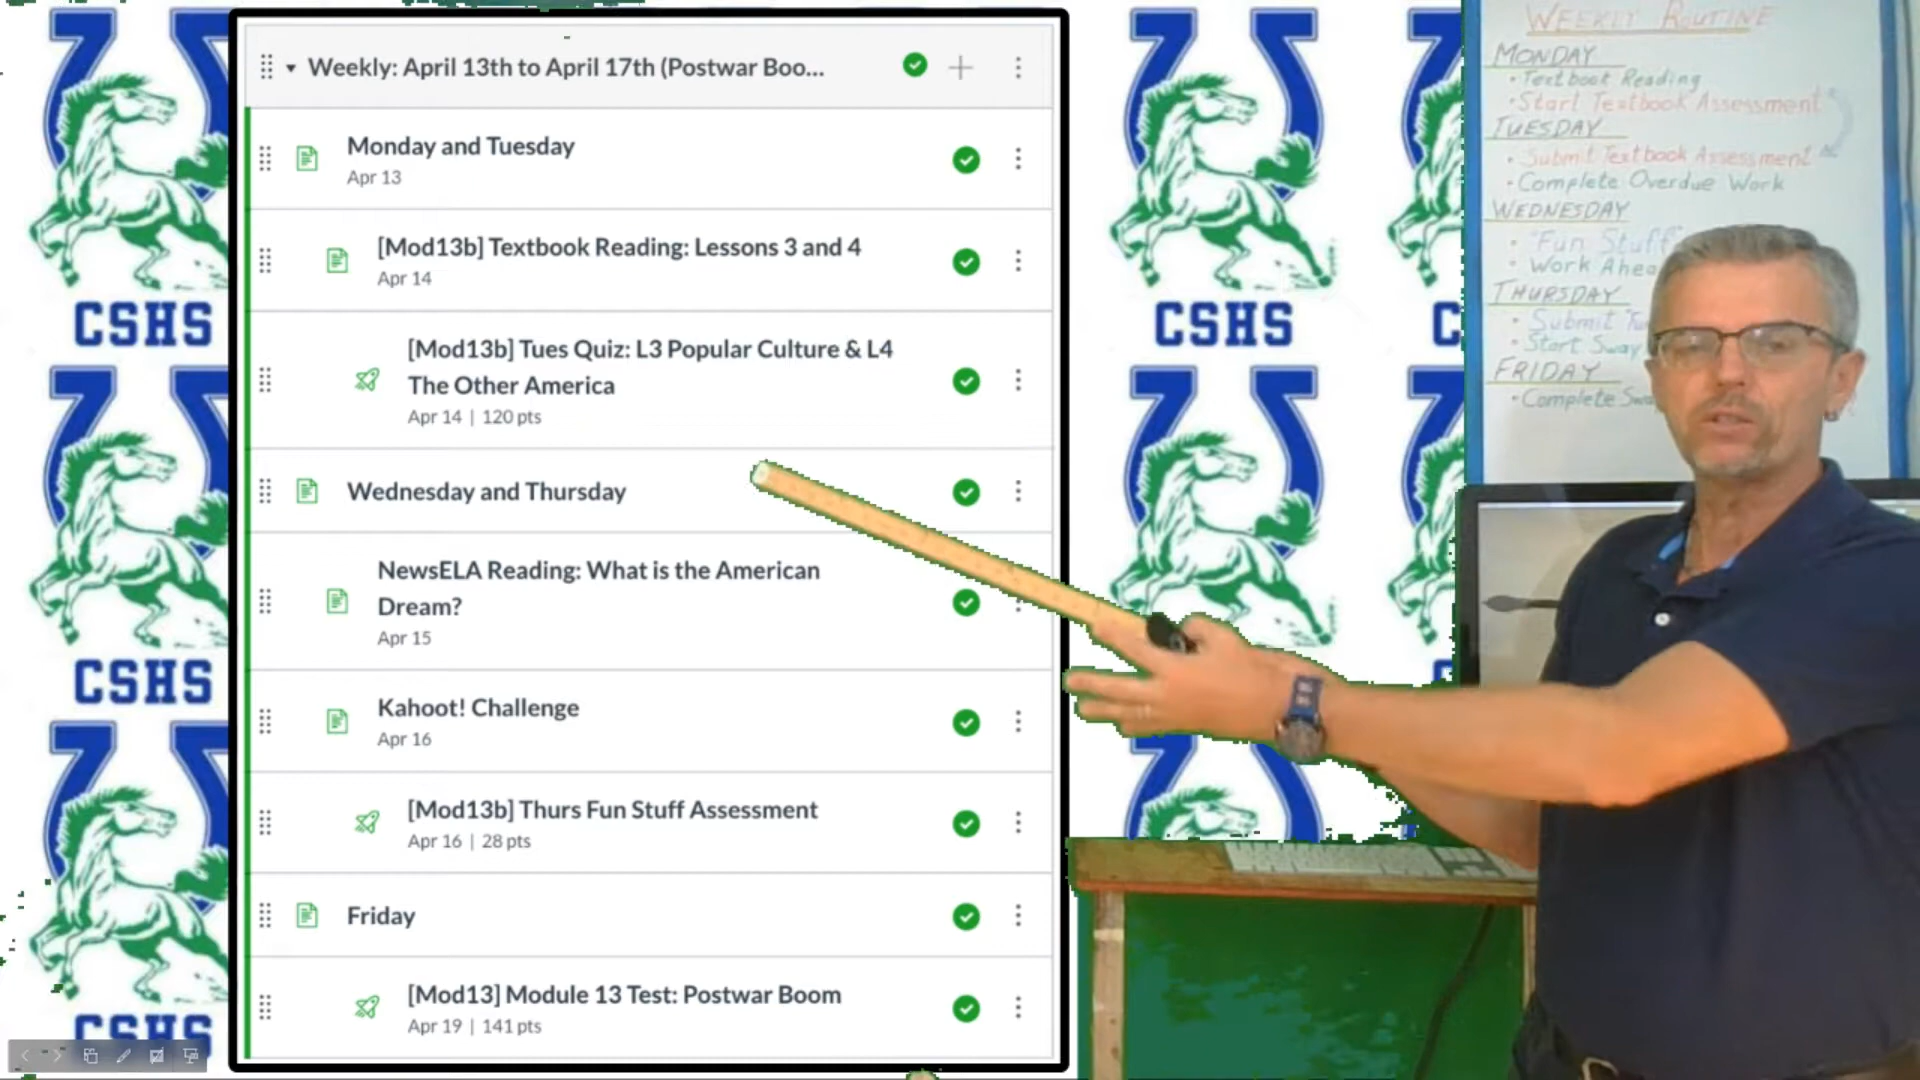 Weekly: April 13th to April 17th (Postwar Boo...
Monday and Tuesday
Apr 13
[Mod13b] Textbook Reading: Lessons 3 and 4
Apr 14
[Mod13b] Tues Quiz: L3 Popular Culture & L4
The Other America
Apr 14 | 120 pts
Wednesday and Thursday
NewsELA Reading: What is the American
Dream?
Apr 15
Kahoot! Challenge
Apr 16
[Mod13b] Thurs Fun Stuff Assessment
Apr 16 | 28 pts
Friday
[Mod13] Module 13 Test: Postwar Boom
Apr 19 | 141 pts
CSHS
CSHS
CSHS
CSHS
WEEKLY ROUTINE
MONDAY
• Textbook Reading
• Start Textbook Assessment
TUESDAY
• Submit Textbook Assessment
• Complete Overdue Work
WEDNESDAY
• "Fun Stuff
• Work
THURSDAY
• Submit
• Start Sway
FRIDAY
• Complete